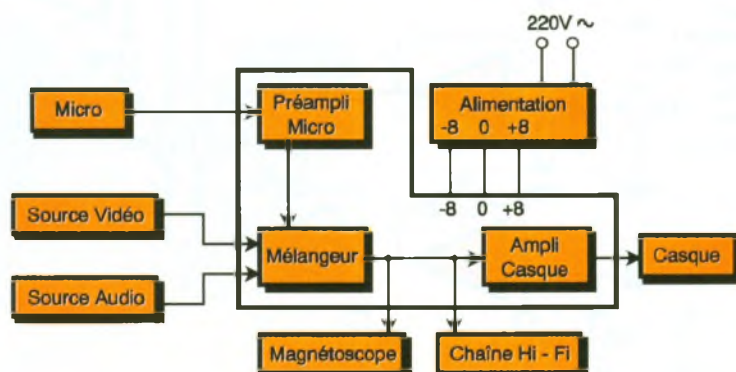 220V ~
Micro
Préampli
Micro
Alimentation
-8 0 +8
-8 0 +8
Source Vidéo
Mélangeur
Ampli
Casque
Casque
Source Audio
Magnétoscope
Chaîne Hi - Fi